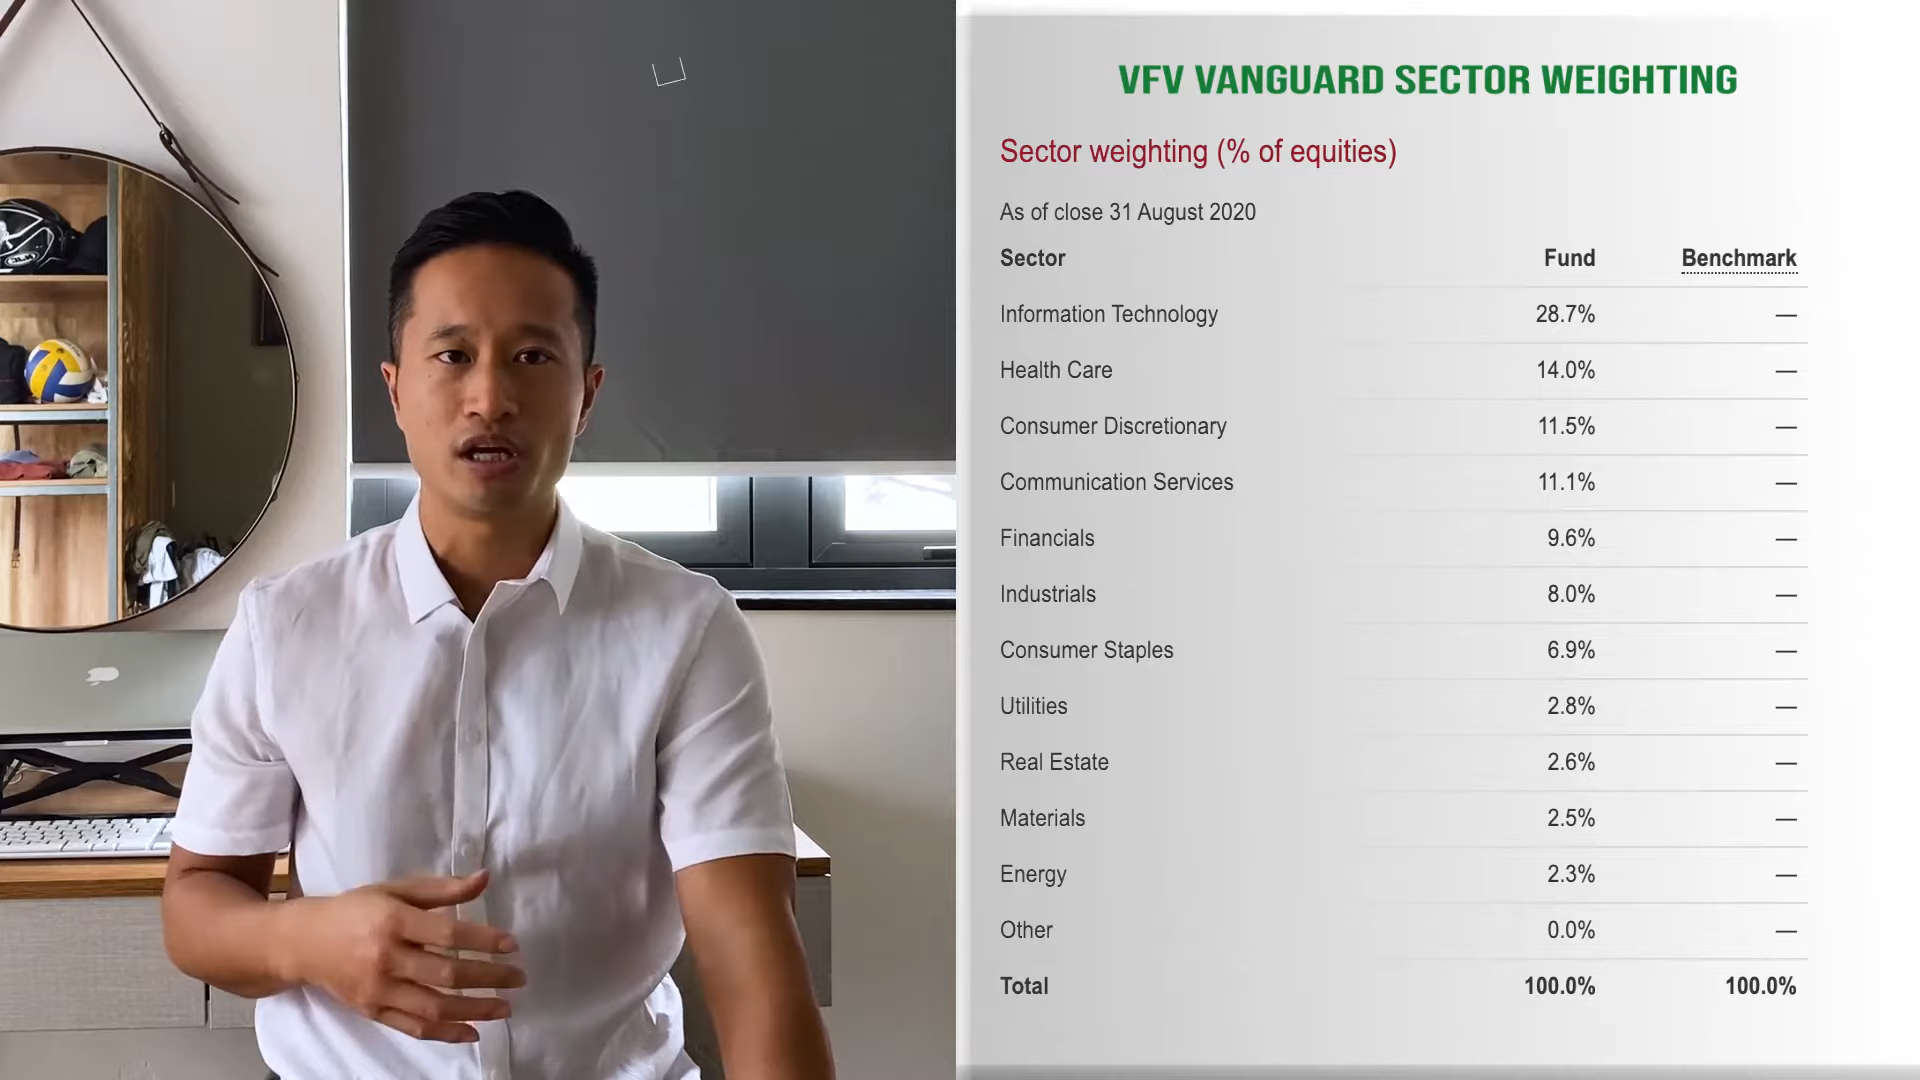 VFV VANGUARD SECTOR WEIGHTING
Sector weighting (% of equities)
As of close 31 August 2020
Sector Fund Benchmark
Information Technology 28.7% —
Health Care 14.0% —
Consumer Discretionary 11.5% —
Communication Services 11.1% —
Financials 9.6% —
Industrials 8.0% —
Consumer Staples 6.9% —
Utilities 2.8% —
Real Estate 2.6% —
Materials 2.5% —
Energy 2.3% —
Other 0.0% —
Total 100.0% 100.0%